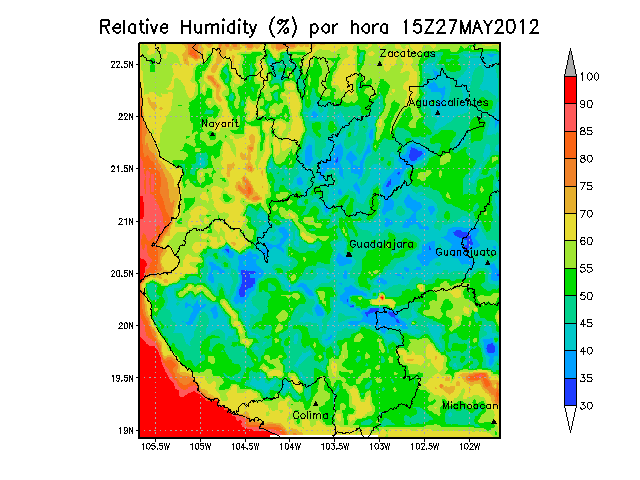 Relative Humidity (%) por hora 15Z27MAY2012
22.5N
22N
21.5N
21N
20.5N
20N
19.5N
19N
105.5W
105W
104.5W
104W
103.5W
103W
102.5W
102W
Zacatecas
Aguascalientes
Nayarit
Guadalajara
Guanajuato
Colima
Michoacan
100
90
85
80
75
70
60
55
50
45
40
35
30